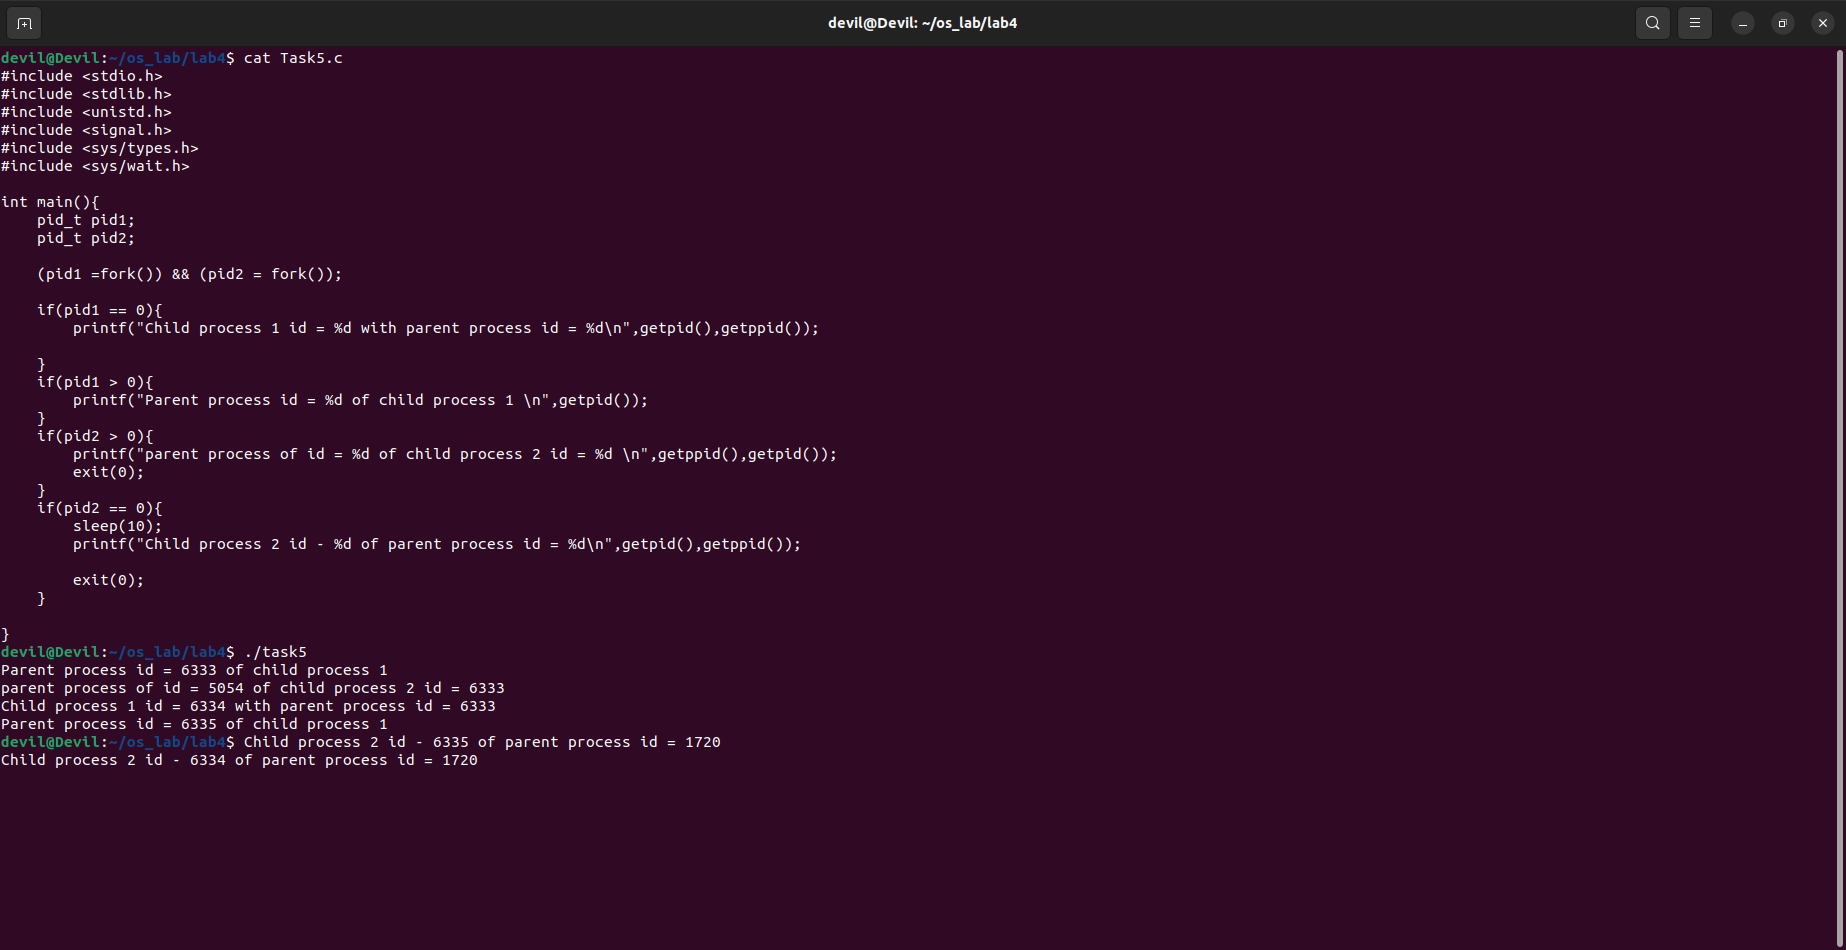 devil@Devil: ~/os_lab/lab4
devil@Devil:~/os_lab/lab4$ cat Task5.c
#include <stdio.h>
#include <stdlib.h>
#include <unistd.h>
#include <signal.h>
#include <sys/types.h>
#include <sys/wait.h>

int main(){
    pid_t pid1;
    pid_t pid2;

    (pid1 =fork()) && (pid2 = fork());

    if(pid1 == 0){
        printf("Child process 1 id = %d with parent process id = %d\n",getpid(),getppid());

    }
    if(pid1 > 0){
        printf("Parent process id = %d of child process 1 \n",getpid());
    }
    if(pid2 > 0){
        printf("parent process of id = %d of child process 2 id = %d \n",getppid(),getpid());
        exit(0);
    }
    if(pid2 == 0){
        sleep(10);
        printf("Child process 2 id - %d of parent process id = %d\n",getpid(),getppid());

        exit(0);
    }

}
devil@Devil:~/os_lab/lab4$ ./task5
Parent process id = 6333 of child process 1
parent process of id = 5054 of child process 2 id = 6333
Child process 1 id = 6334 with parent process id = 6333
Parent process id = 6335 of child process 1
devil@Devil:~/os_lab/lab4$ Child process 2 id - 6335 of parent process id = 1720
Child process 2 id - 6334 of parent process id = 1720